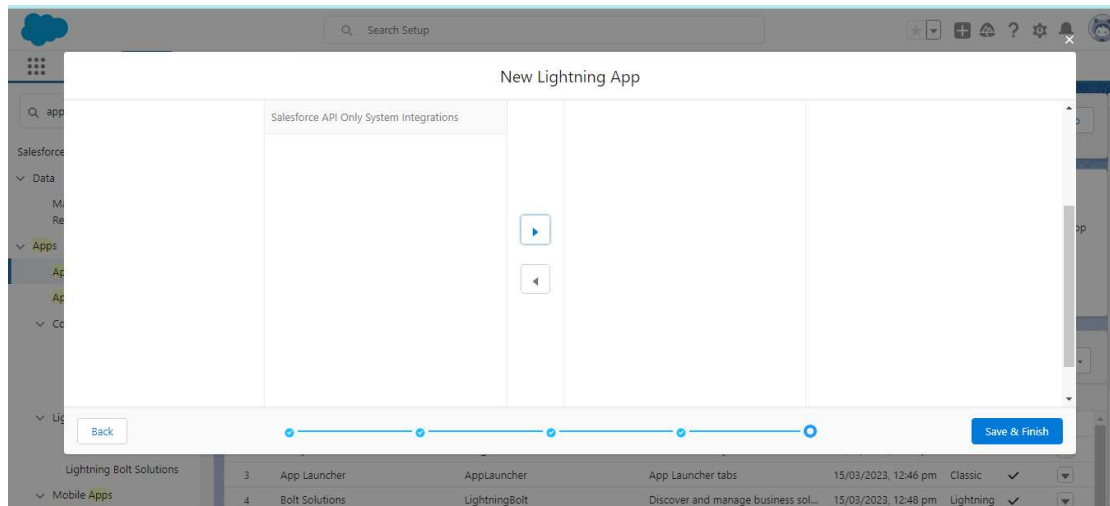 Search Setup
New Lightning App
app
Salesforce API Only System Integrations
Salesforce
Data
Apps
Back
Save & Finish
Lightning Bolt Solutions
3 App Launcher AppLauncher App Launcher tabs 15/03/2023, 12:46 pm Classic
Mobile Apps
4 Bolt Solutions LightningBolt Discover and manage business sol... 15/03/2023, 12:48 pm Lightning